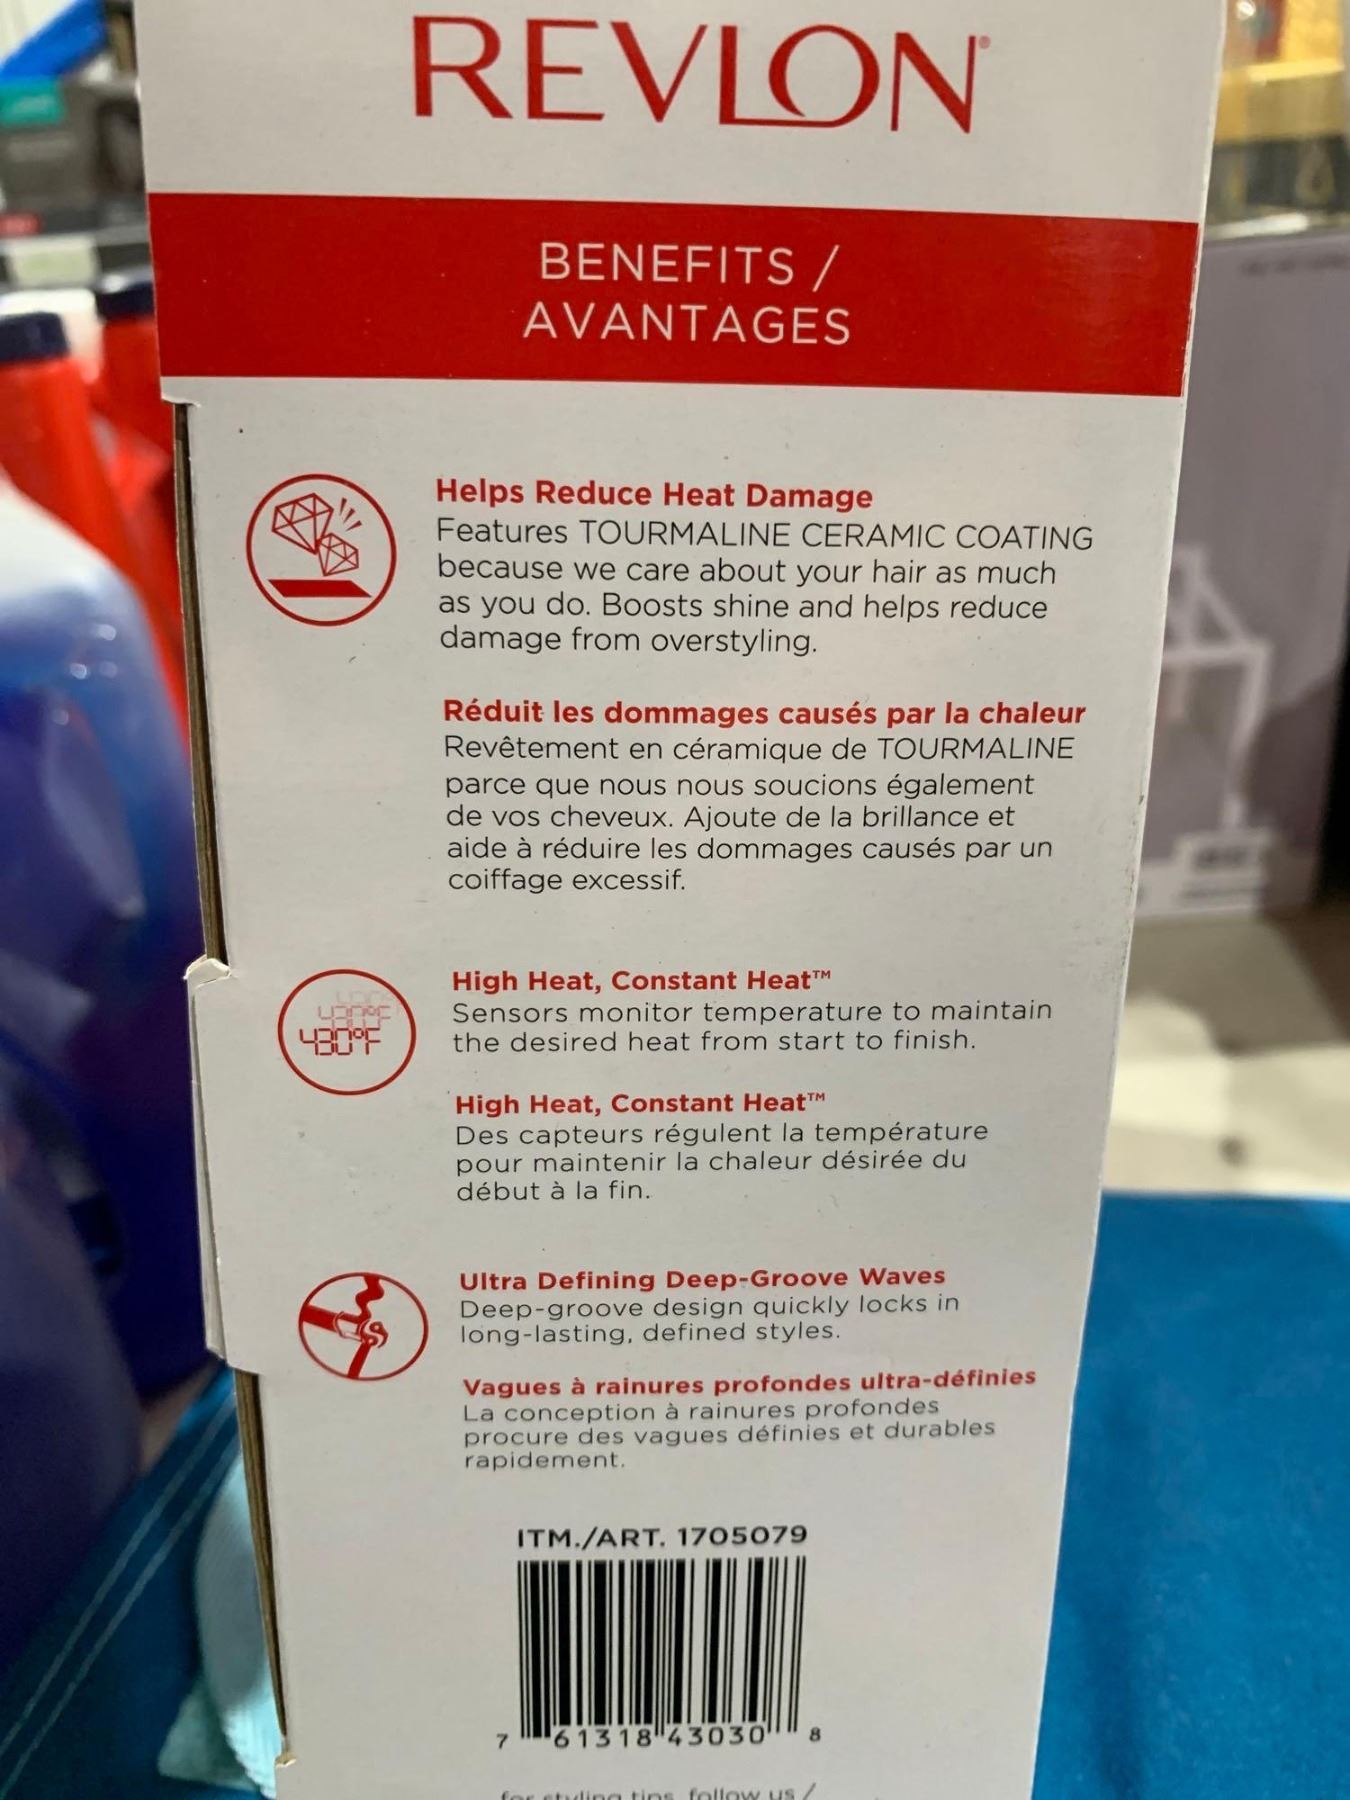 REVLON®
BENEFITS /
AVANTAGES
Helps Reduce Heat Damage
Features TOURMALINE CERAMIC COATING
because we care about your hair as much
as you do. Boosts shine and helps reduce
damage from overstyling.
Réduit les dommages causés par la chaleur
Revêtement en céramique de TOURMALINE
parce que nous nous soucions également
de vos cheveux. Ajoute de la brillance et
aide à réduire les dommages causés par un
coiffage excessif.
430°F
430°F
High Heat, Constant Heat™
Sensors monitor temperature to maintain
the desired heat from start to finish.
High Heat, Constant Heat™
Des capteurs régulent la température
pour maintenir la chaleur désirée du
début à la fin.
Ultra Defining Deep-Groove Waves
Deep-groove design quickly locks in
long-lasting, defined styles.
Vagues à rainures profondes ultra-définies
La conception à rainures profondes
procure des vagues définies et durables
rapidement.
ITM./ART. 1705079
7 61318 43030 8
for styling tips, follow us /